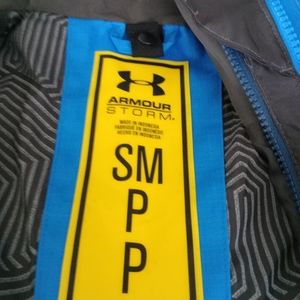 ARMOUR
STORM
MADE IN INDONESIA
FABRIQUÉ EN INDONÉSIE
HECHO EN INDONESIA
SM
P
P